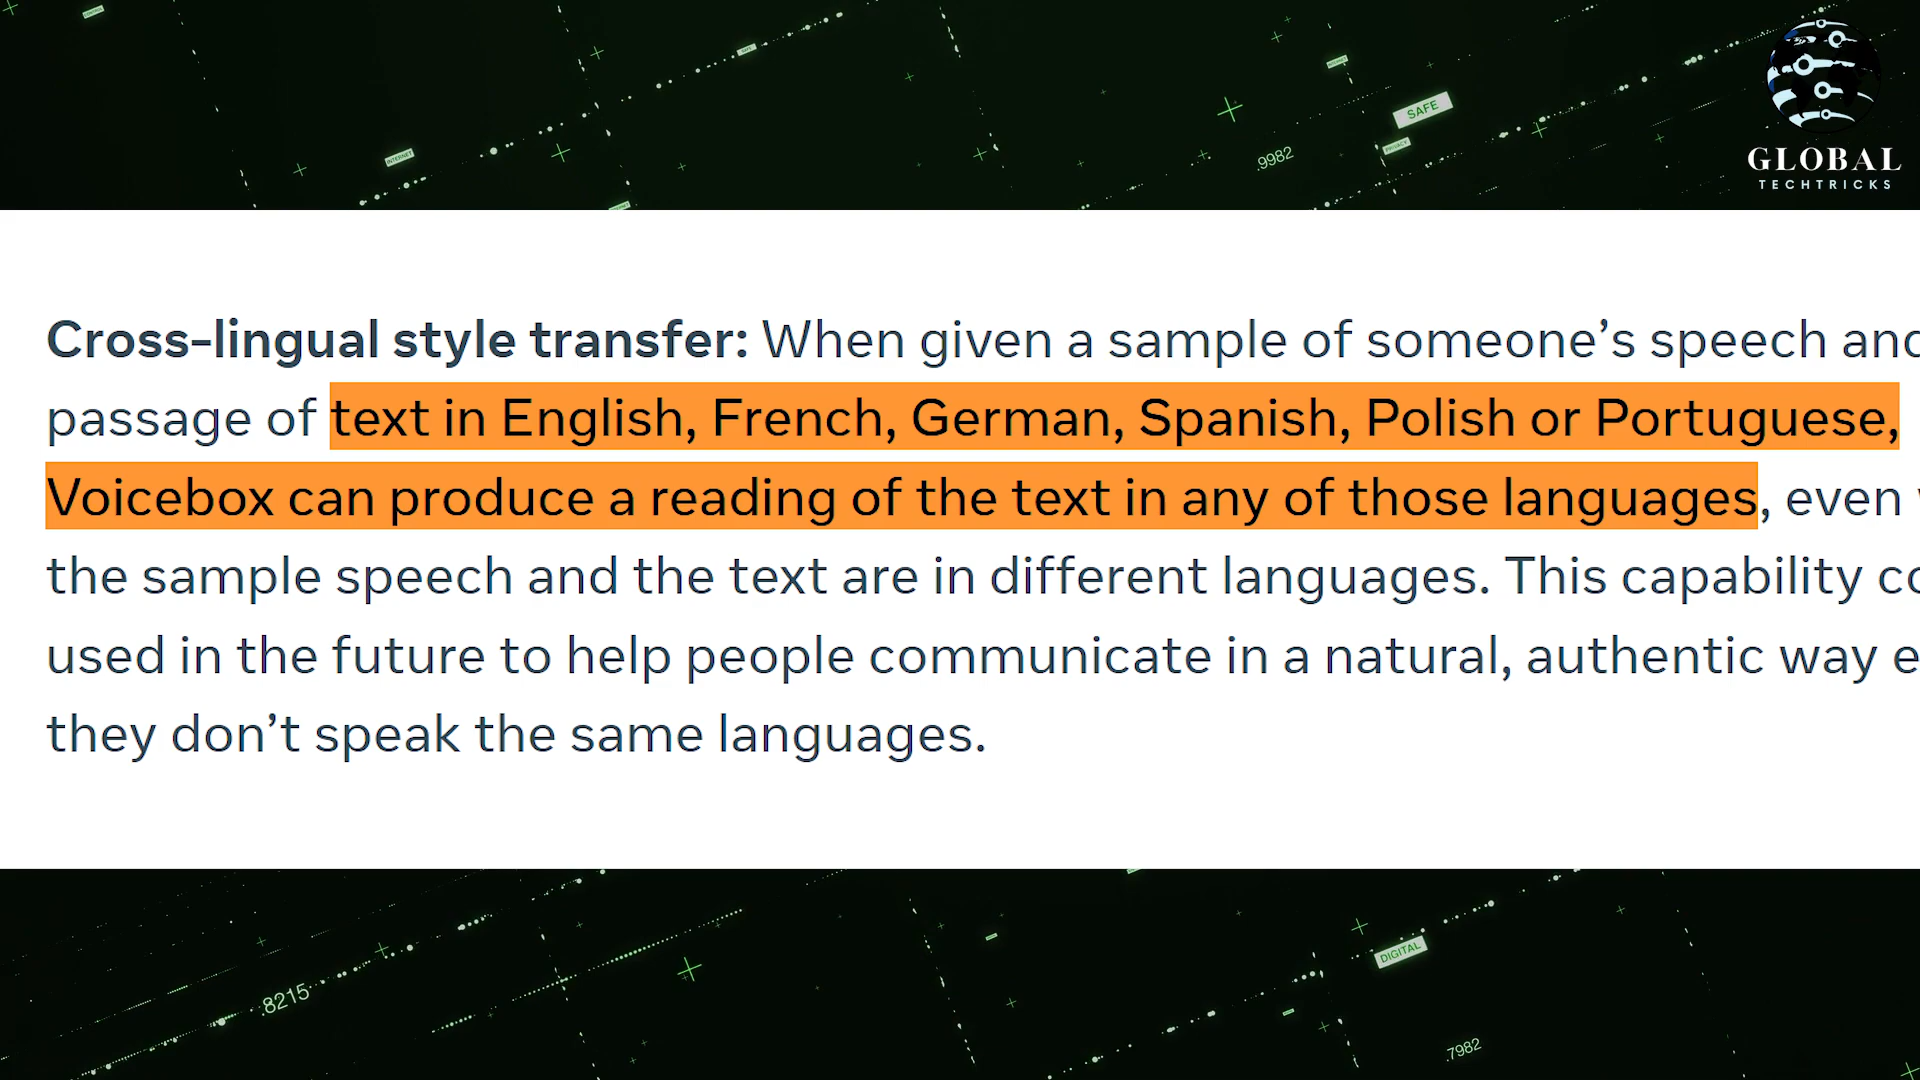 SAFE
.9982
GLOBAL
TECHTRICKS
Cross-lingual style transfer: When given a sample of someone’s speech and
passage of text in English, French, German, Spanish, Polish or Portuguese,
Voicebox can produce a reading of the text in any of those languages, even
the sample speech and the text are in different languages. This capability
used in the future to help people communicate in a natural, authentic way
they don’t speak the same languages.
DIGITAL
.8215
.7982